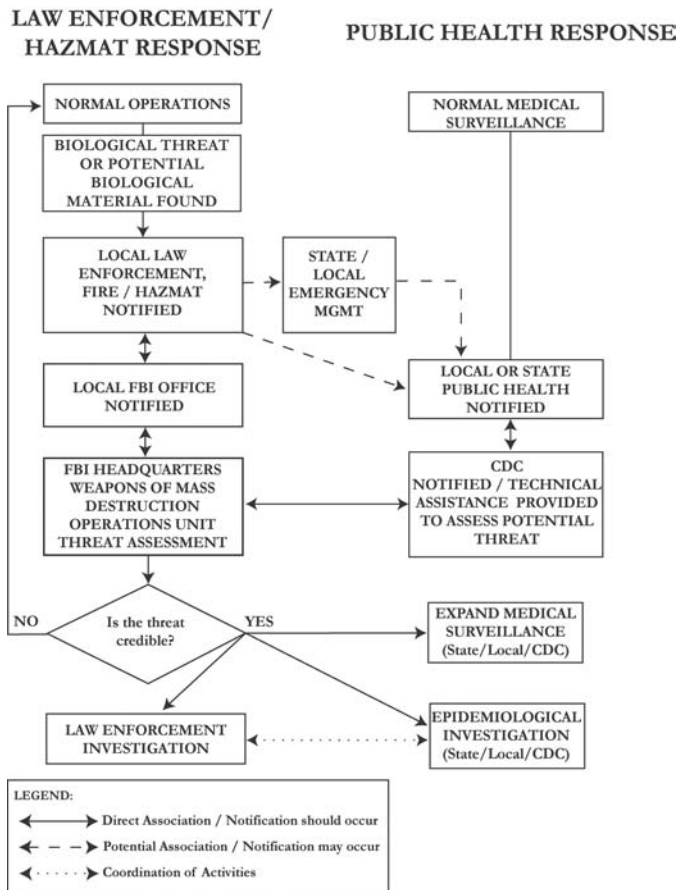 LAW ENFORCEMENT/
HAZMAT RESPONSE
PUBLIC HEALTH RESPONSE
NORMAL OPERATIONS
NORMAL MEDICAL
SURVEILLANCE
BIOLOGICAL THREAT
OR POTENTIAL
BIOLOGICAL
MATERIAL FOUND
LOCAL LAW
ENFORCEMENT,
FIRE / HAZMAT
NOTIFIED
STATE /
LOCAL
EMERGENCY
MGMT
LOCAL FBI OFFICE
NOTIFIED
LOCAL OR STATE
PUBLIC HEALTH
NOTIFIED
FBI HEADQUARTERS
WEAPONS OF MASS
DESTRUCTION
OPERATIONS UNIT
THREAT ASSESSMENT
CDC
NOTIFIED / TECHNICAL
ASSISTANCE PROVIDED
TO ASSESS POTENTIAL
THREAT
NO
Is the threat
credible?
YES
EXPAND MEDICAL
SURVEILLANCE
(State/Local/CDC)
LAW ENFORCEMENT
INVESTIGATION
EPIDEMIOLOGICAL
INVESTIGATION
(State/Local/CDC)
LEGEND:
Direct Association / Notification should occur
Potential Association / Notification may occur
Coordination of Activities